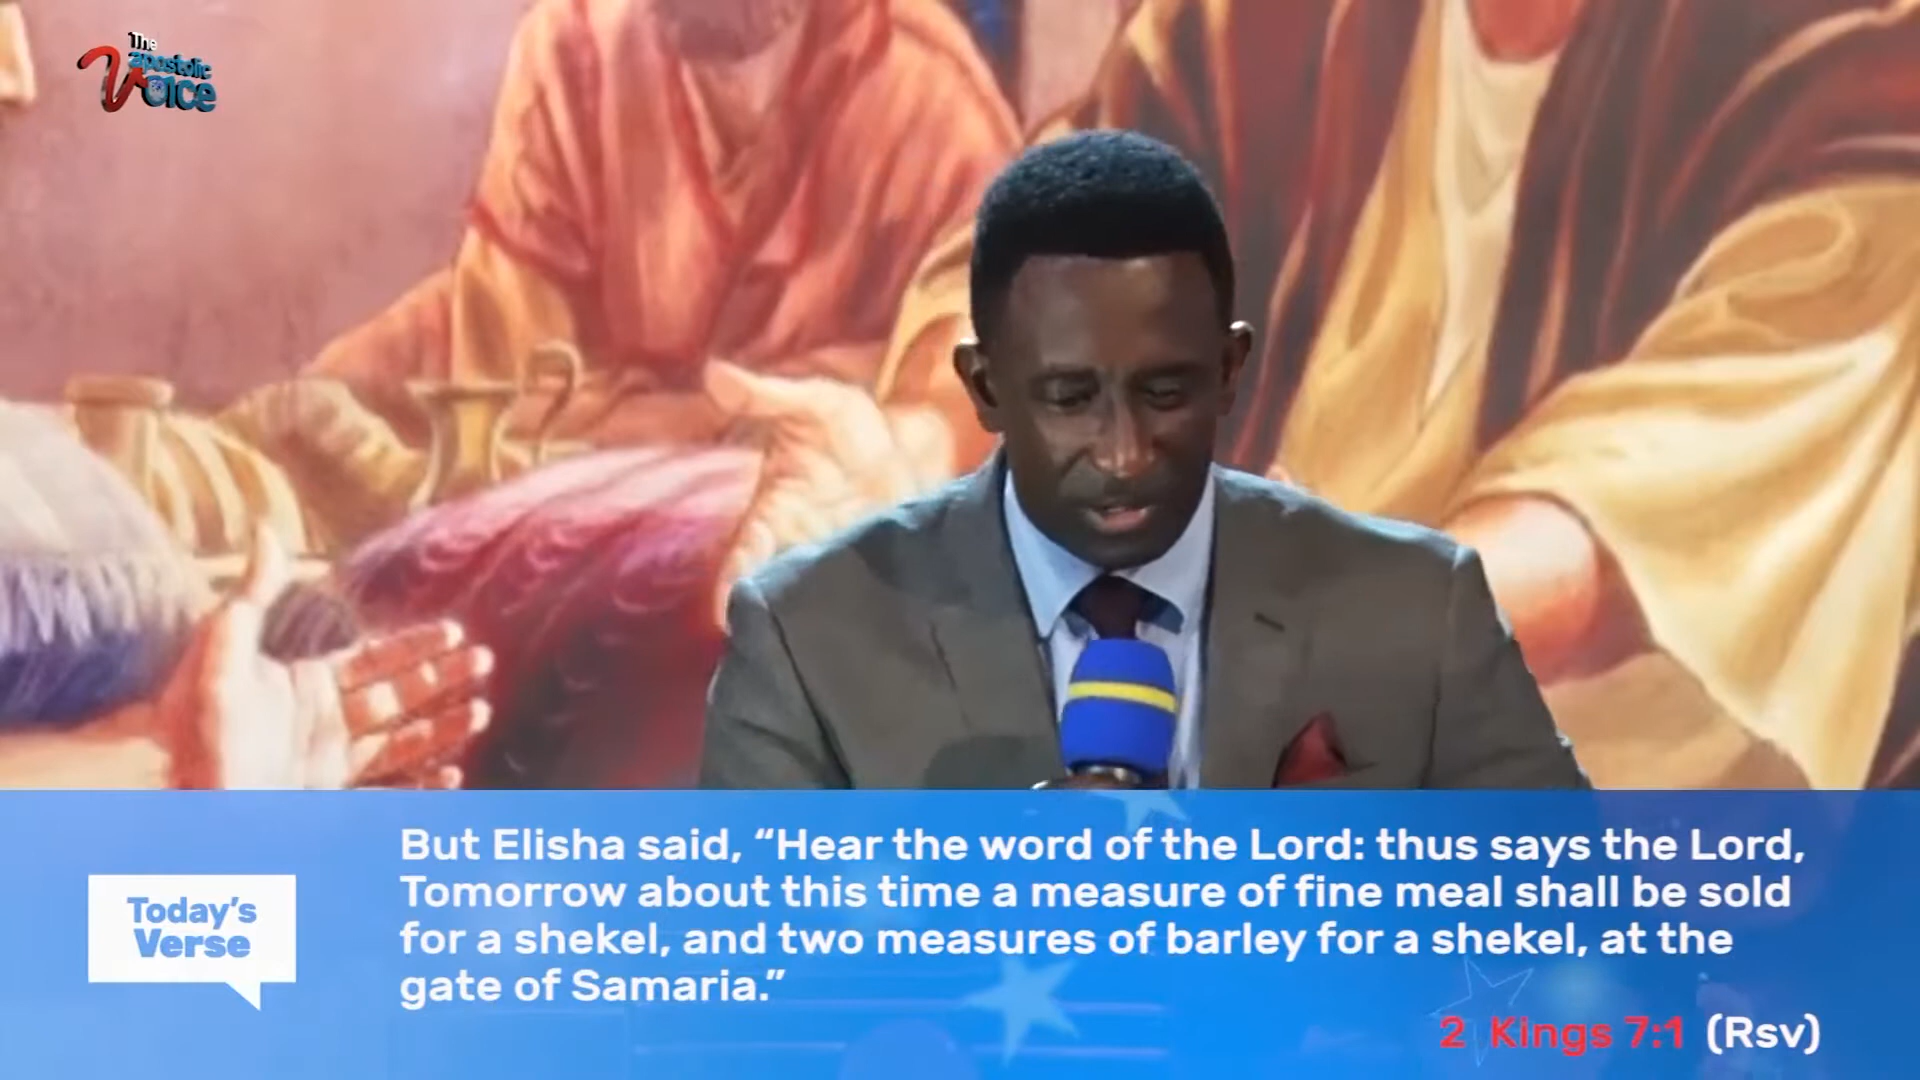 The
apostolic
Voice
But Elisha said, “Hear the word of the Lord: thus says the Lord,
Tomorrow about this time a measure of fine meal shall be sold
for a shekel, and two measures of barley for a shekel, at the
gate of Samaria.”
Today’s
Verse
2 Kings 7:1 (Rsv)